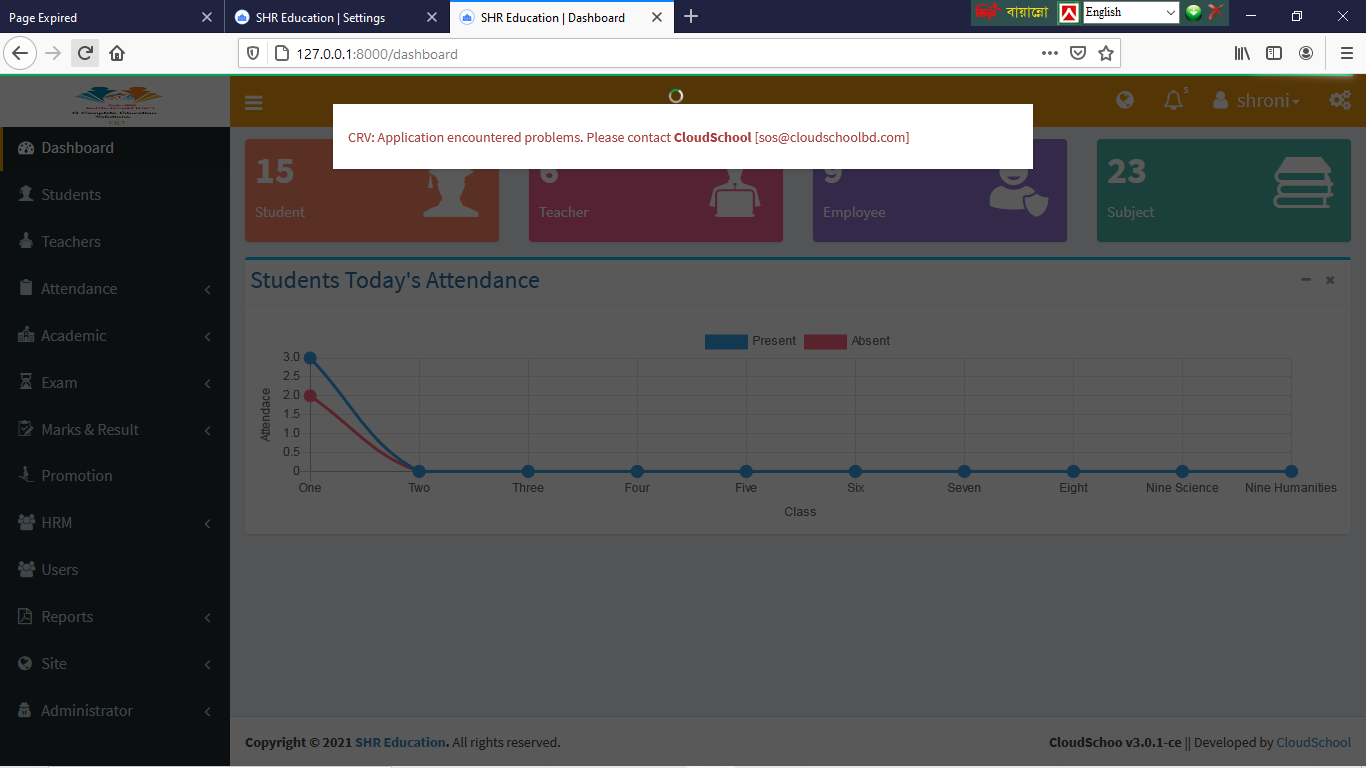 Page Expired
SHR Education | Settings
SHR Education | Dashboard
বায়ান্নো
English
127.0.0.1:8000/dashboard
5
shroni
CRV: Application encountered problems. Please contact CloudSchool [sos@cloudschoolbd.com]
Dashboard
Students
Teachers
Attendance
Academic
Exam
Marks & Result
Promotion
HRM
Users
Reports
Site
Administrator
15
Student
6
Teacher
9
Employee
23
Subject
Students Today's Attendance
Present
Absent
3.0
2.5
2.0
1.5
1.0
0.5
0
Attendace
One
Two
Three
Four
Five
Six
Seven
Eight
Nine Science
Nine Humanities
Class
Copyright © 2021 SHR Education. All rights reserved.
CloudSchoo v3.0.1-ce || Developed by CloudSchool